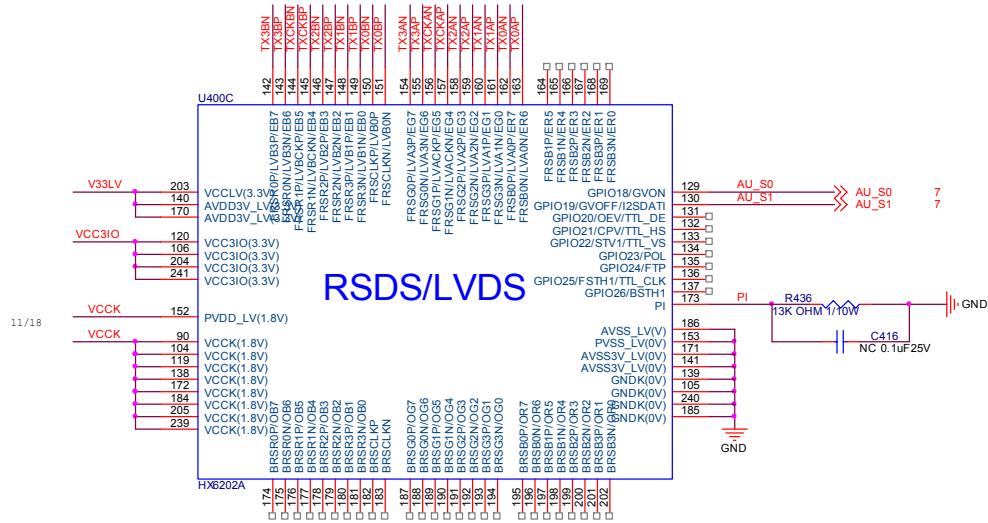 TX3BN
TX3BP
TXCKBN
TXCKBP
TX2BN
TX2BP
TX1BN
TX1BP
TX0BN
TX0BP
TX3AN
TX3AP
TXCKAN
TXCKAP
TX2AN
TX2AP
TX1AN
TX1AP
TX0AN
TX0AP
142
143
144
145
146
147
148
149
150
151
154
155
156
157
158
159
160
161
162
163
164
165
166
167
168
169
U400C
FRSR0P/LVB3P/EB7
FRSR0N/LVB3N/EB6
FRSR1P/LVBCKP/EB5
FRSR1N/LVBCKN/EB4
FRSR2P/LVB2P/EB3
FRSR2N/LVB2N/EB2
FRSR3P/LVB1P/EB1
FRSR3N/LVB1N/EB0
FRSCLKP/LVB0P
FRSCLKN/LVB0N
FRSG0P/LVA3P/EG7
FRSG0N/LVA3N/EG6
FRSG1P/LVACKP/EG5
FRSG1N/LVACKN/EG4
FRSG2P/LVA2P/EG3
FRSG2N/LVA2N/EG2
FRSG3P/LVA1P/EG1
FRSG3N/LVA1N/EG0
FRSB0P/LVA0P/ER7
FRSB0N/LVA0N/ER6
FRSB1P/ER5
FRSB1N/ER4
FRSB2P/ER3
FRSB2N/ER2
FRSB3P/ER1
FRSB3N/ER0
V33LV
203 VCCLV(3.3V)
140 AVDD3V_LV(3.3V)
170 AVDD3V_LV(3.3V)
VCC3IO
120 VCC3IO(3.3V)
106 VCC3IO(3.3V)
204 VCC3IO(3.3V)
241 VCC3IO(3.3V)
VCCK
152 PVDD_LV(1.8V)
11/18
VCCK
90 VCCK(1.8V)
104 VCCK(1.8V)
119 VCCK(1.8V)
138 VCCK(1.8V)
172 VCCK(1.8V)
184 VCCK(1.8V)
205 VCCK(1.8V)
239 VCCK(1.8V)
RSDS/LVDS
GPIO18/GVON 129 AU_S0 AU_S0 7
GPIO19/GVOFF/I2SDATI 130 AU_S1 AU_S1 7
GPIO20/OEV/TTL_DE 131
GPIO21/CPV/TTL_HS 132
GPIO22/STV1/TTL_VS 133
GPIO23/POL 134
GPIO24/FTP 135
GPIO25/FSTH1/TTL_CLK 136
GPIO26/BSTH1 137
PI 173 PI
R436
13K OHM 1/10W
GND
C416
NC 0.1uF25V
AVSS_LV(V) 186
PVSS_LV(0V) 153
AVSS3V_LV(0V) 171
AVSS3V_LV(0V) 141
GNDK(0V) 139
GNDK(0V) 105
GNDK(0V) 240
GNDK(0V) 185
GND
BRSR0P/OB7
BRSR0N/OB6
BRSR1P/OB5
BRSR1N/OB4
BRSR2P/OB3
BRSR2N/OB2
BRSR3P/OB1
BRSR3N/OB0
BRSCLKP
BRSCLKN
BRSG0P/OG7
BRSG0N/OG6
BRSG1P/OG5
BRSG1N/OG4
BRSG2P/OG3
BRSG2N/OG2
BRSG3P/OG1
BRSG3N/OG0
BRSB0P/OR7
BRSB0N/OR6
BRSB1P/OR5
BRSB1N/OR4
BRSB2P/OR3
BRSB2N/OR2
BRSB3P/OR1
BRSB3N/OR0
HX6202A
174
175
176
177
178
179
180
181
182
183
187
188
189
190
191
192
193
194
195
196
197
198
199
200
201
202